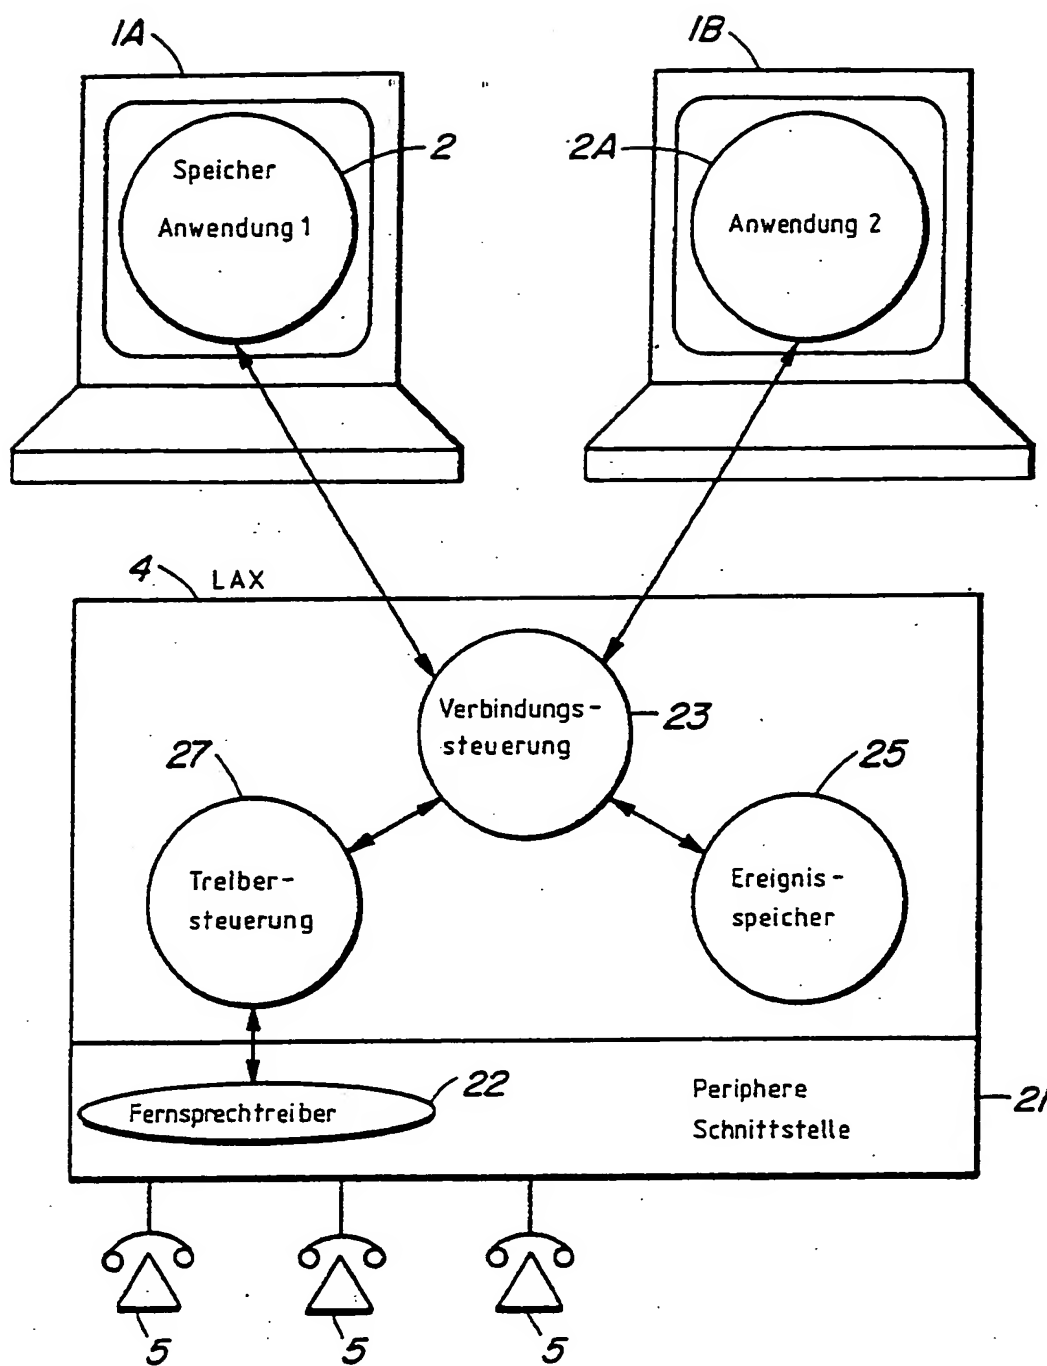 1A
1B
Speicher
Anwendung 1
2
2A
Anwendung 2
4
LAX
Verbindungs-
steuerung
23
27
25
Treiber-
steuerung
Ereignis-
speicher
Fernsprechtreiber
22
Periphere
Schnittstelle
21
5
5
5